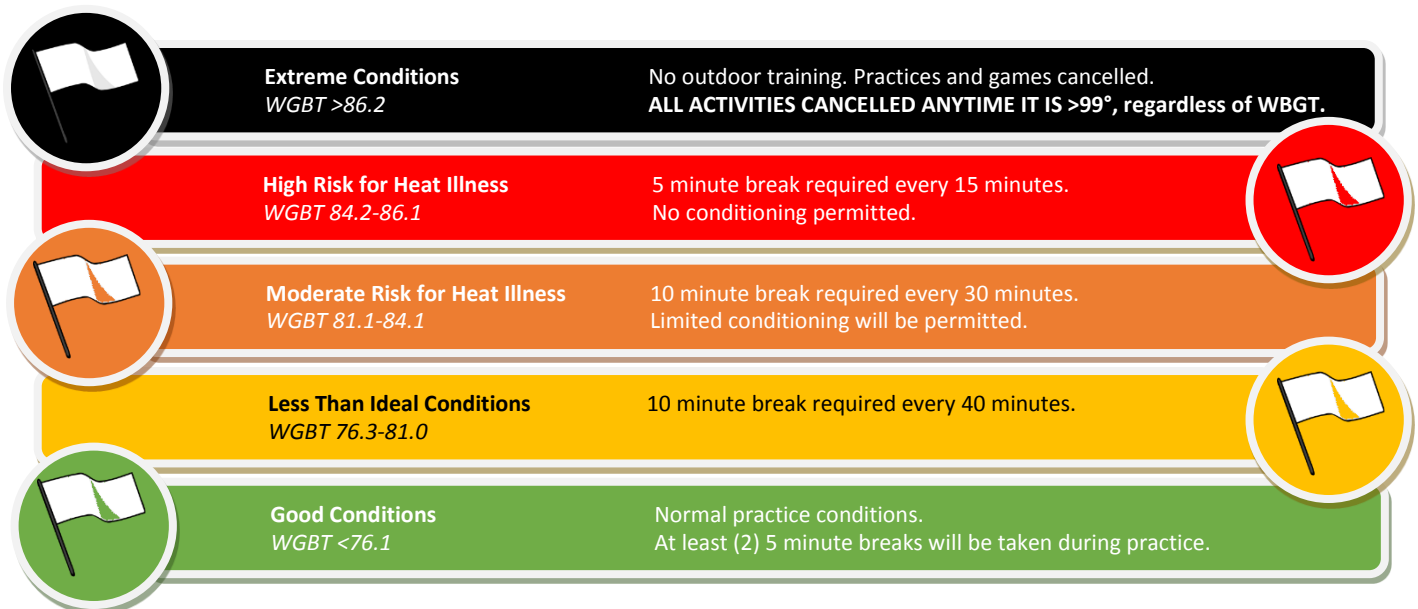 Extreme Conditions
WGBT >86.2
No outdoor training. Practices and games cancelled.
ALL ACTIVITIES CANCELLED ANYTIME IT IS >99°, regardless of WBGT.
High Risk for Heat Illness
WGBT 84.2-86.1
5 minute break required every 15 minutes.
No conditioning permitted.
Moderate Risk for Heat Illness
WGBT 81.1-84.1
10 minute break required every 30 minutes.
Limited conditioning will be permitted.
Less Than Ideal Conditions
WGBT 76.3-81.0
10 minute break required every 40 minutes.
Good Conditions
WGBT <76.1
Normal practice conditions.
At least (2) 5 minute breaks will be taken during practice.